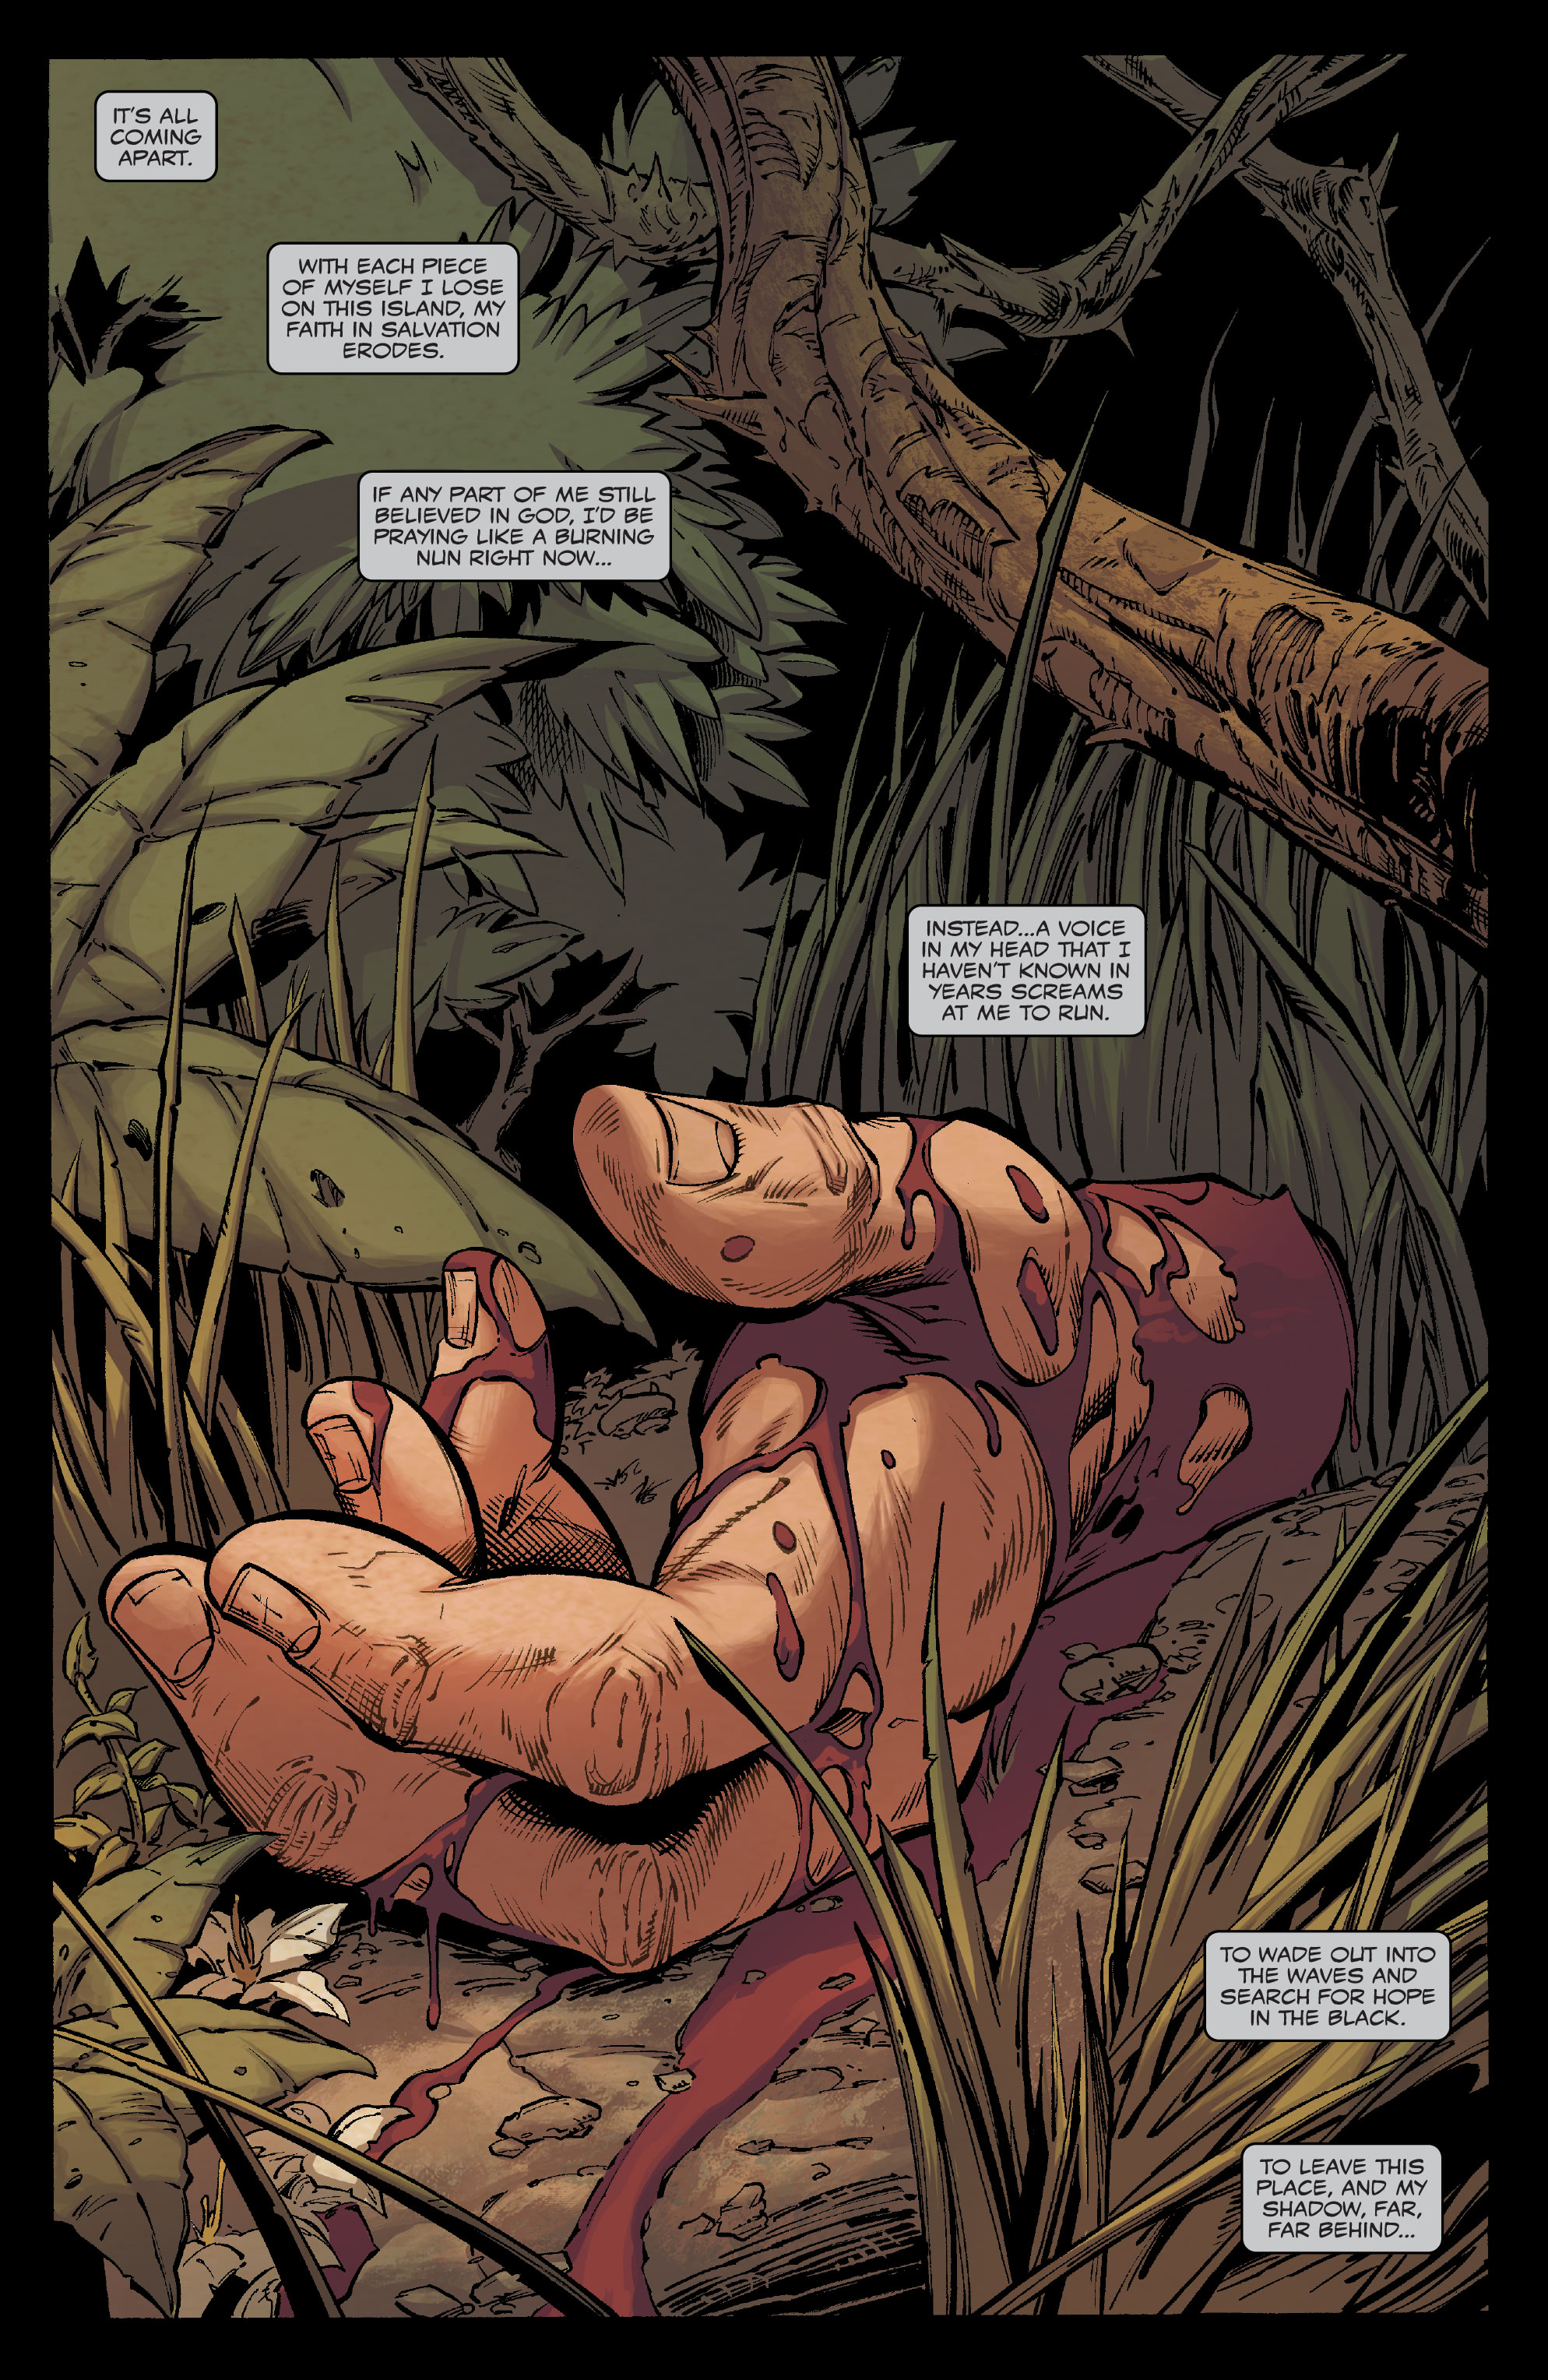 IT'S ALL
COMING
APART.
WITH EACH PIECE
OF MYSELF I LOSE
ON THIS ISLAND, MY
FAITH IN SALVATION
ERODES.
IF ANY PART OF ME STILL
BELIEVED IN GOD, I'D BE
PRAYING LIKE A BURNING
NUN RIGHT NOW...
INSTEAD...A VOICE
IN MY HEAD THAT I
HAVEN'T KNOWN IN
YEARS SCREAMS
AT ME TO RUN.
TO WADE OUT INTO
THE WAVES AND
SEARCH FOR HOPE
IN THE BLACK.
TO LEAVE THIS
PLACE, AND MY
SHADOW, FAR,
FAR BEHIND...